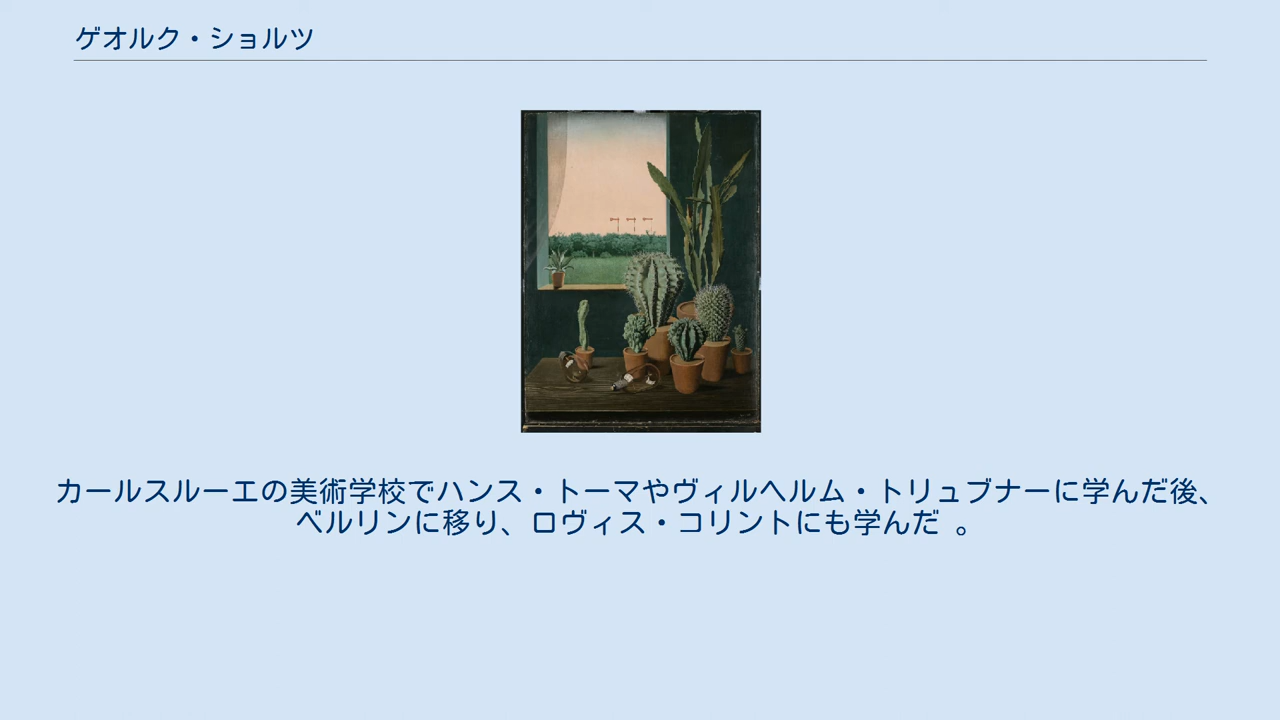 ゲオルク・ショルツ
カールスルーエの美術学校でハンス・トーマやヴィルヘルム・トリュブナーに学んだ後、
ベルリンに移り、ロヴィス・コリントにも学んだ 。